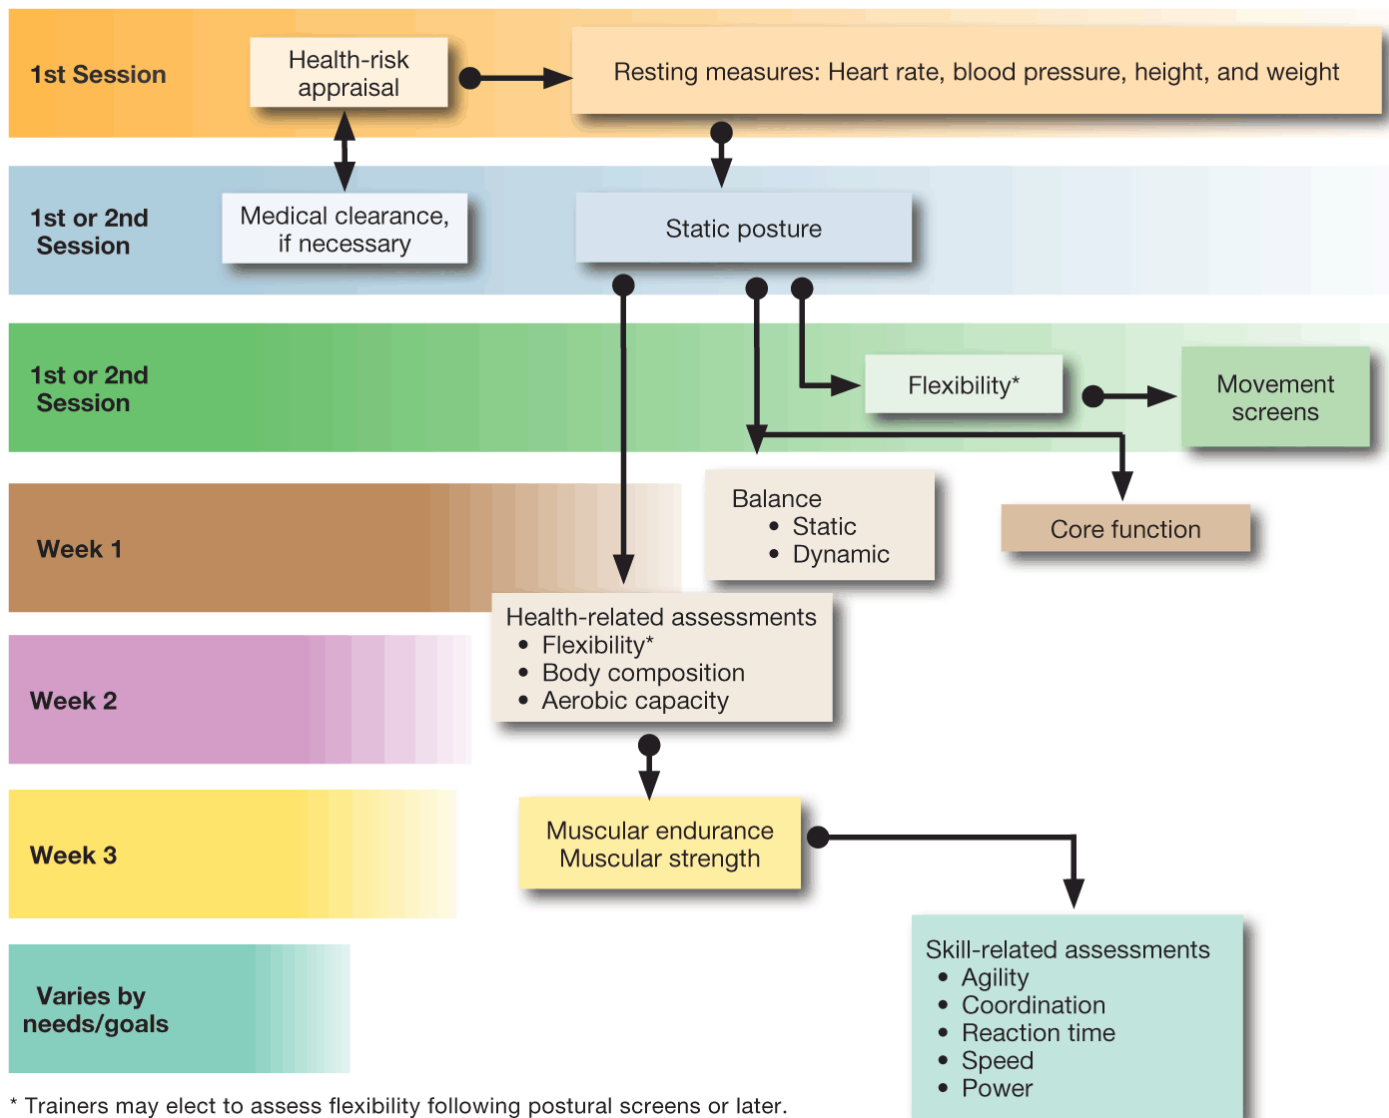 1st Session
Health-risk
appraisal
Resting measures: Heart rate, blood pressure, height, and weight
1st or 2nd
Session
Medical clearance,
if necessary
Static posture
1st or 2nd
Session
Flexibility*
Movement
screens
Week 1
Balance
• Static
• Dynamic
Core function
Health-related assessments
• Flexibility*
• Body composition
• Aerobic capacity
Week 2
Week 3
Muscular endurance
Muscular strength
Varies by
needs/goals
Skill-related assessments
• Agility
• Coordination
• Reaction time
• Speed
• Power
* Trainers may elect to assess flexibility following postural screens or later.